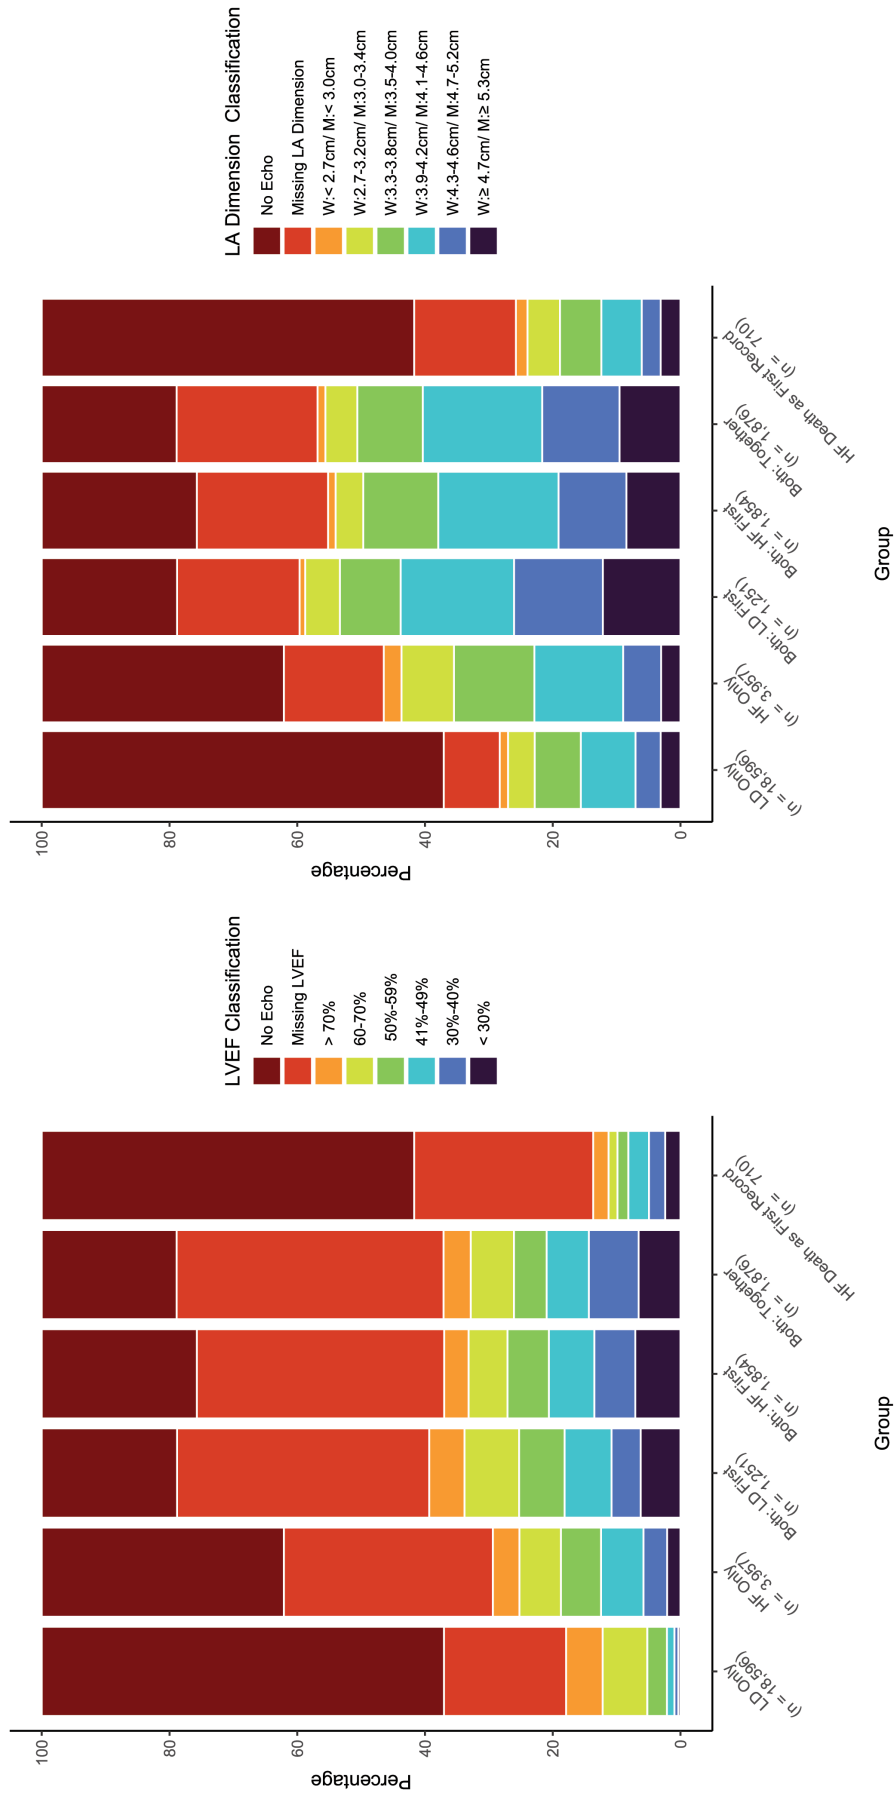 LVEF Classification
No Echo
Missing LVEF
> 70%
60-70%
50%-59%
41%-49%
30%-40%
< 30%
Percentage
100
80
60
40
20
0
LD Only
(n = 18,596)
HF Only
(n = 3,957)
Both: LD First
(n = 1,251)
Both: HF First
(n = 1,854)
Both: Together
(n = 1,876)
HF Death as First Record
(n = 710)
Group
LA Dimension Classification
No Echo
Missing LA Dimension
W:< 2.7cm/ M:< 3.0cm
W:2.7-3.2cm/ M:3.0-3.4cm
W:3.3-3.8cm/ M:3.5-4.0cm
W:3.9-4.2cm/ M:4.1-4.6cm
W:4.3-4.6cm/ M:4.7-5.2cm
W:≥ 4.7cm/ M:≥ 5.3cm
Percentage
100
80
60
40
20
0
LD Only
(n = 18,596)
HF Only
(n = 3,957)
Both: LD First
(n = 1,251)
Both: HF First
(n = 1,854)
Both: Together
(n = 1,876)
HF Death as First Record
(n = 710)
Group